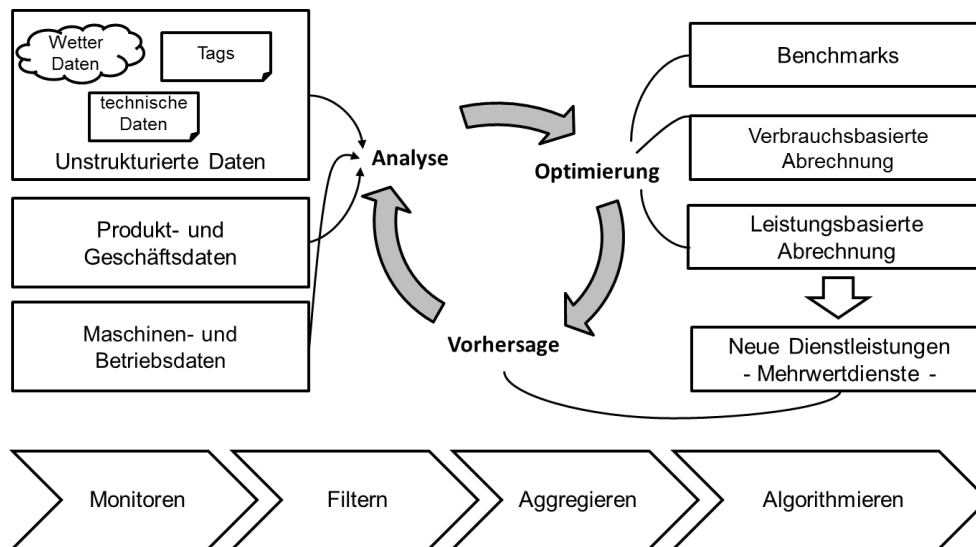 Wetter
Daten
Tags
technische
Daten
Unstrukturierte Daten
Produkt- und
Geschäftsdaten
Maschinen- und
Betriebsdaten
Analyse
Optimierung
Vorhersage
Benchmarks
Verbrauchsbasierte
Abrechnung
Leistungsbasierte
Abrechnung
Neue Dienstleistungen
- Mehrwertdienste -
Monitoren
Filtern
Aggregieren
Algorithmieren